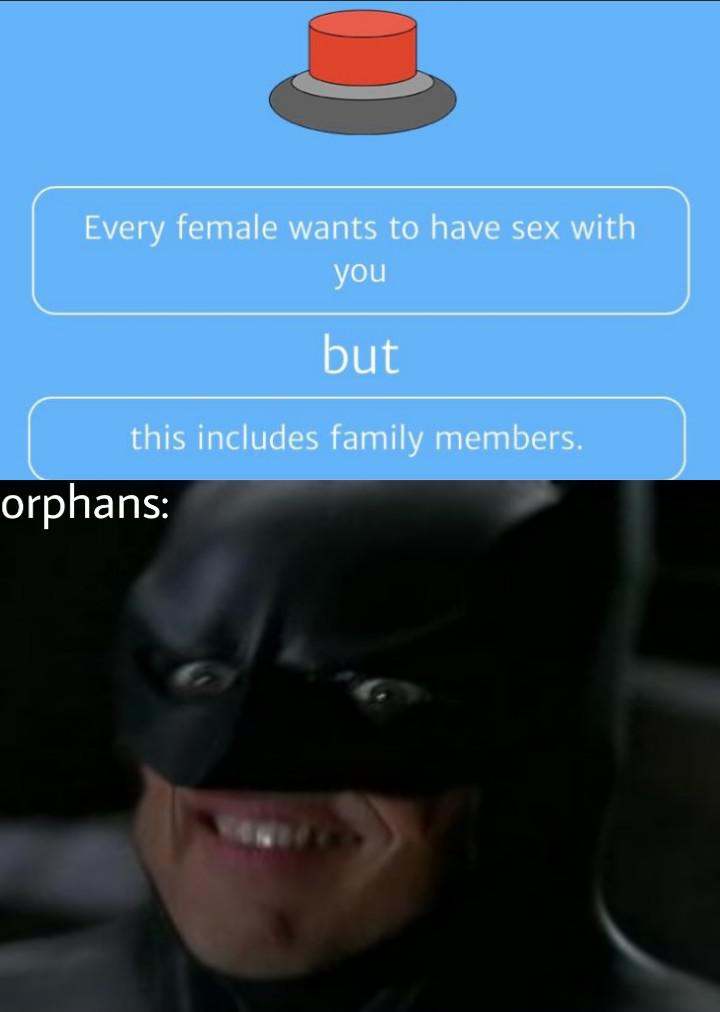 Every female wants to have sex with
you
but
this includes family members.
orphans: